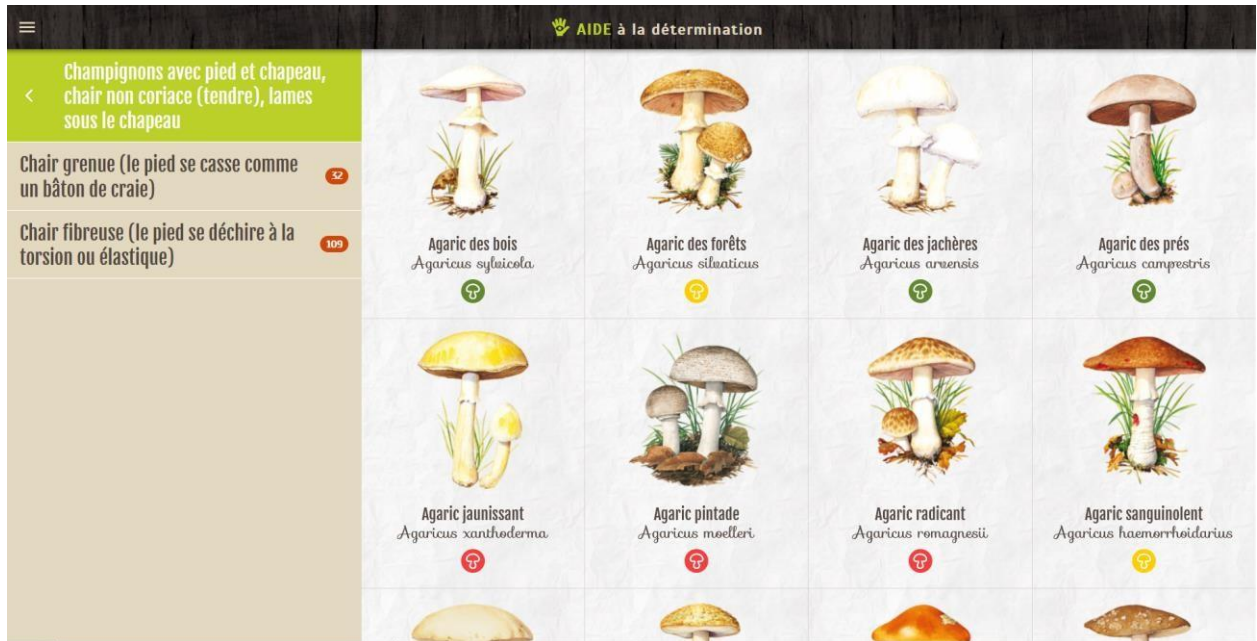 AIDE à la détermination
Champignons avec pied et chapeau,
chair non coriace (tendre), lames
sous le chapeau
Chair grenue (le pied se casse comme
un bâton de craie)
32
Chair fibreuse (le pied se déchire à la
torsion ou élastique)
109
Agaric des bois
Agaricus sylvicola
Agaric des forêts
Agaricus silvaticus
Agaric des jachères
Agaricus arvensis
Agaric des prés
Agaricus campestris
Agaric jaunissant
Agaricus xanthoderma
Agaric pintade
Agaricus moelleri
Agaric radicant
Agaricus romagnesii
Agaric sanguinolent
Agaricus haemorrhoidarius